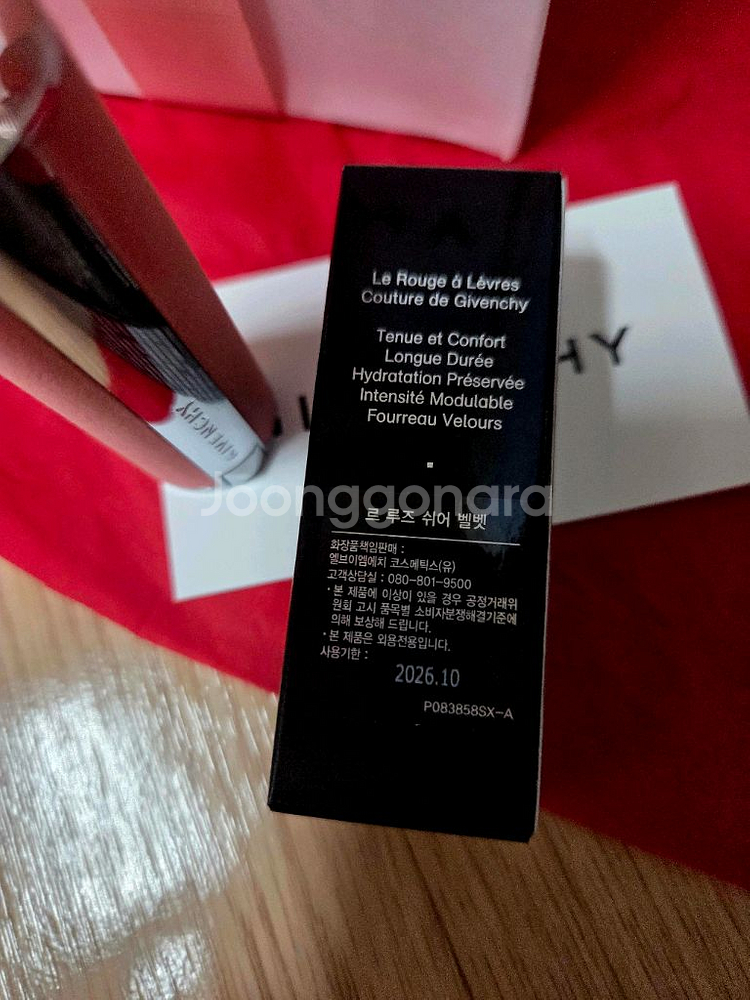 Le Rouge à Lèvres
Couture de Givenchy
Tenue et Confort
Longue Durée
Hydratation Préservée
Intensité Modulable
Fourreau Velours
Joonggonara
르 루즈 쉬어 벨벳
화장품책임판매 :
엘브이엠에치 코스메틱스(유)
고객상담실 : 080-801-9500
·본 제품에 이상이 있을 경우 공정거래위
원회 고시 품목별 소비자분쟁해결기준에
의해 보상해 드립니다.
·본 제품은 외용전용입니다.
사용기한 :
2026.10
P083858SX-A
GIVENCHY
HY